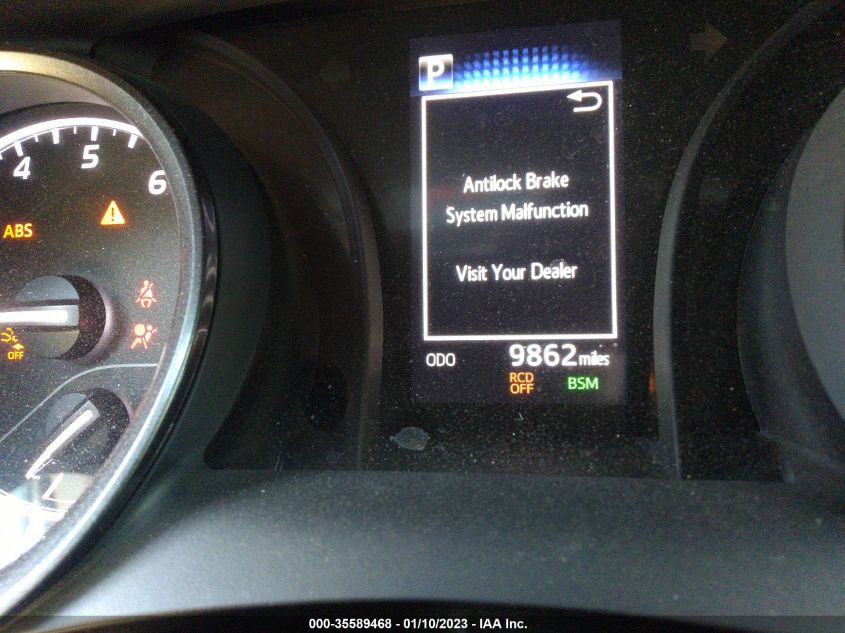 P
Antilock Brake
System Malfunction
Visit Your Dealer
ODO 9862 miles
RCD
OFF
BSM
4
5
6
ABS
OFF
000-35589468 - 01/10/2023 - IAA Inc.